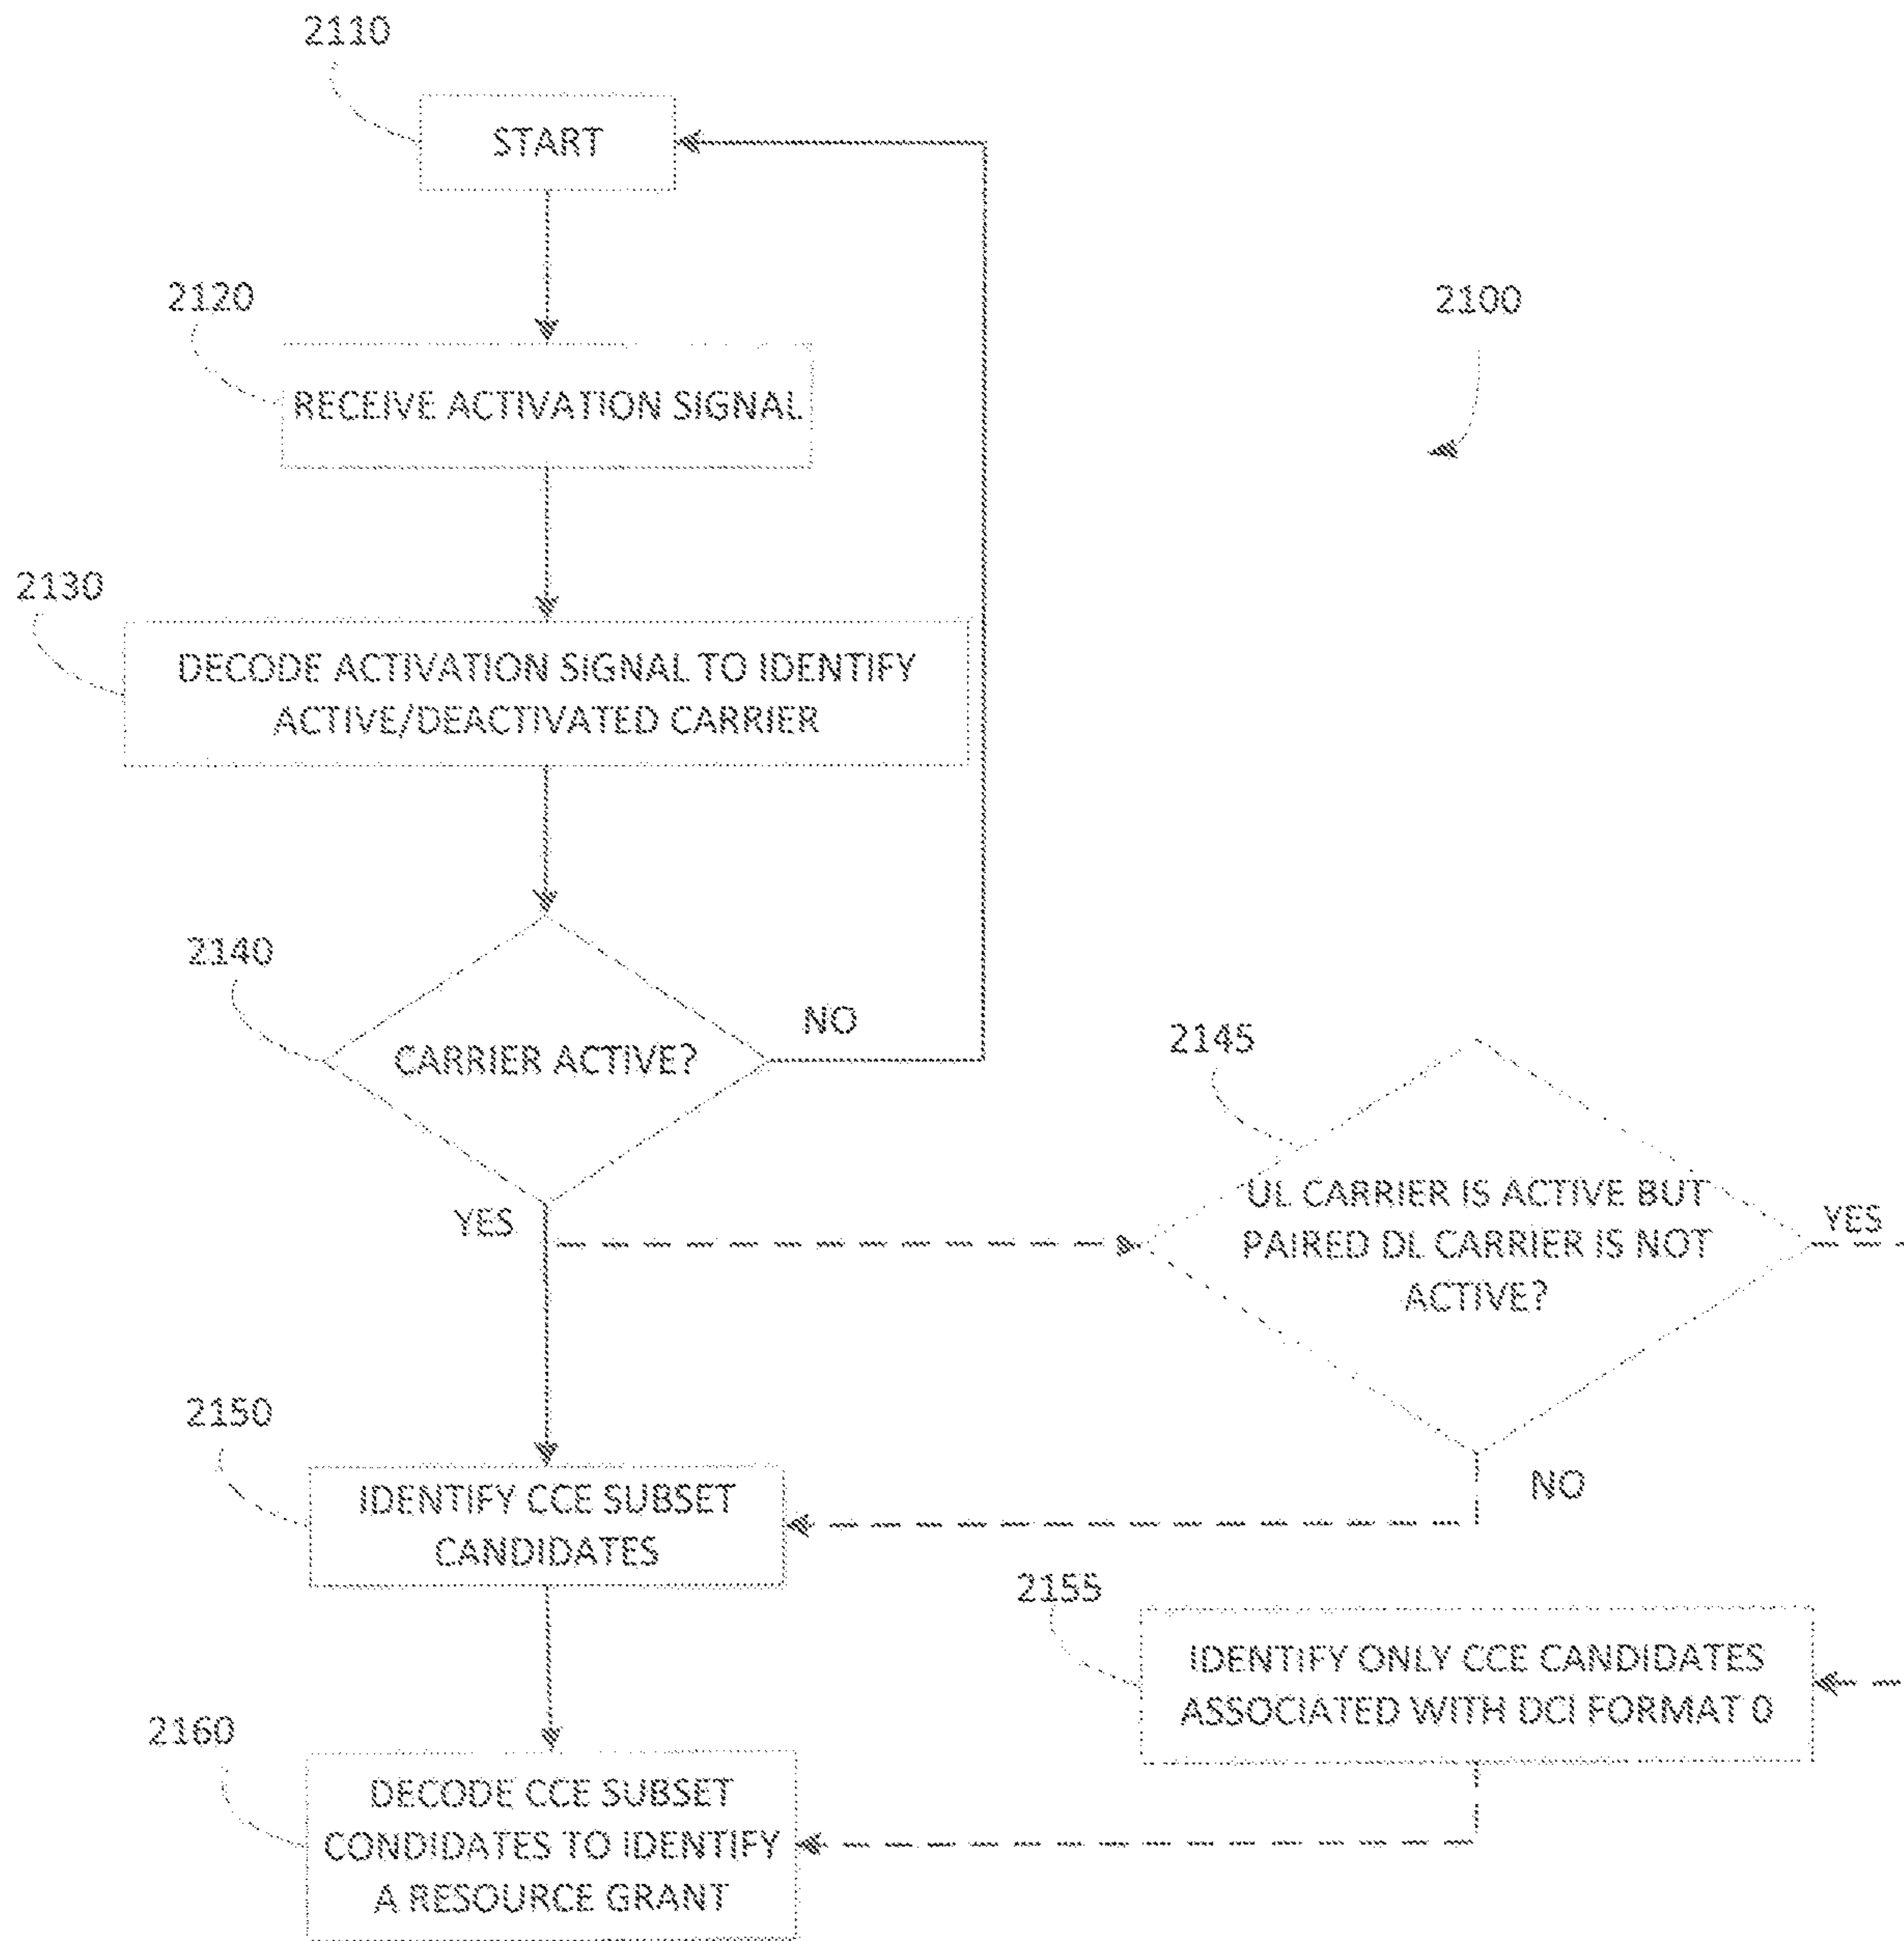 2110
START
2120
2100
RECEIVE ACTIVATION SIGNAL
2130
DECODE ACTIVATION SIGNAL TO IDENTIFY
ACTIVE/DEACTIVATED CARRIER
2140
CARRIER ACTIVE?
NO
YES
2145
UL CARRIER IS ACTIVE BUT
PAIRED DL CARRIER IS NOT
ACTIVE?
YES
NO
2150
IDENTIFY CCE SUBSET
CANDIDATES
2155
IDENTIFY ONLY CCE CANDIDATES
ASSOCIATED WITH DCI FORMAT 0
2160
DECODE CCE SUBSET
CONDIDATES TO IDENTIFY
A RESOURCE GRANT